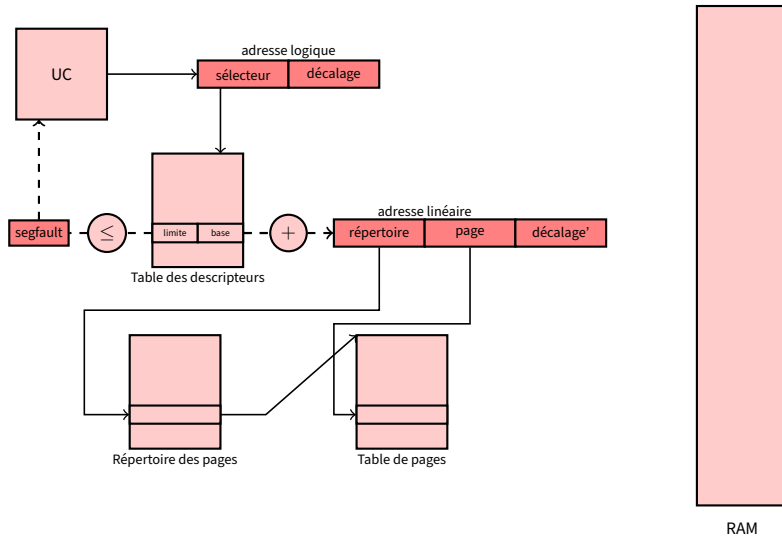 UC
adresse logique
sélecteur
décalage
segfault
≤
limite
base
+
adresse linéaire
répertoire
page
décalage'
Table des descripteurs
Répertoire des pages
Table de pages
RAM